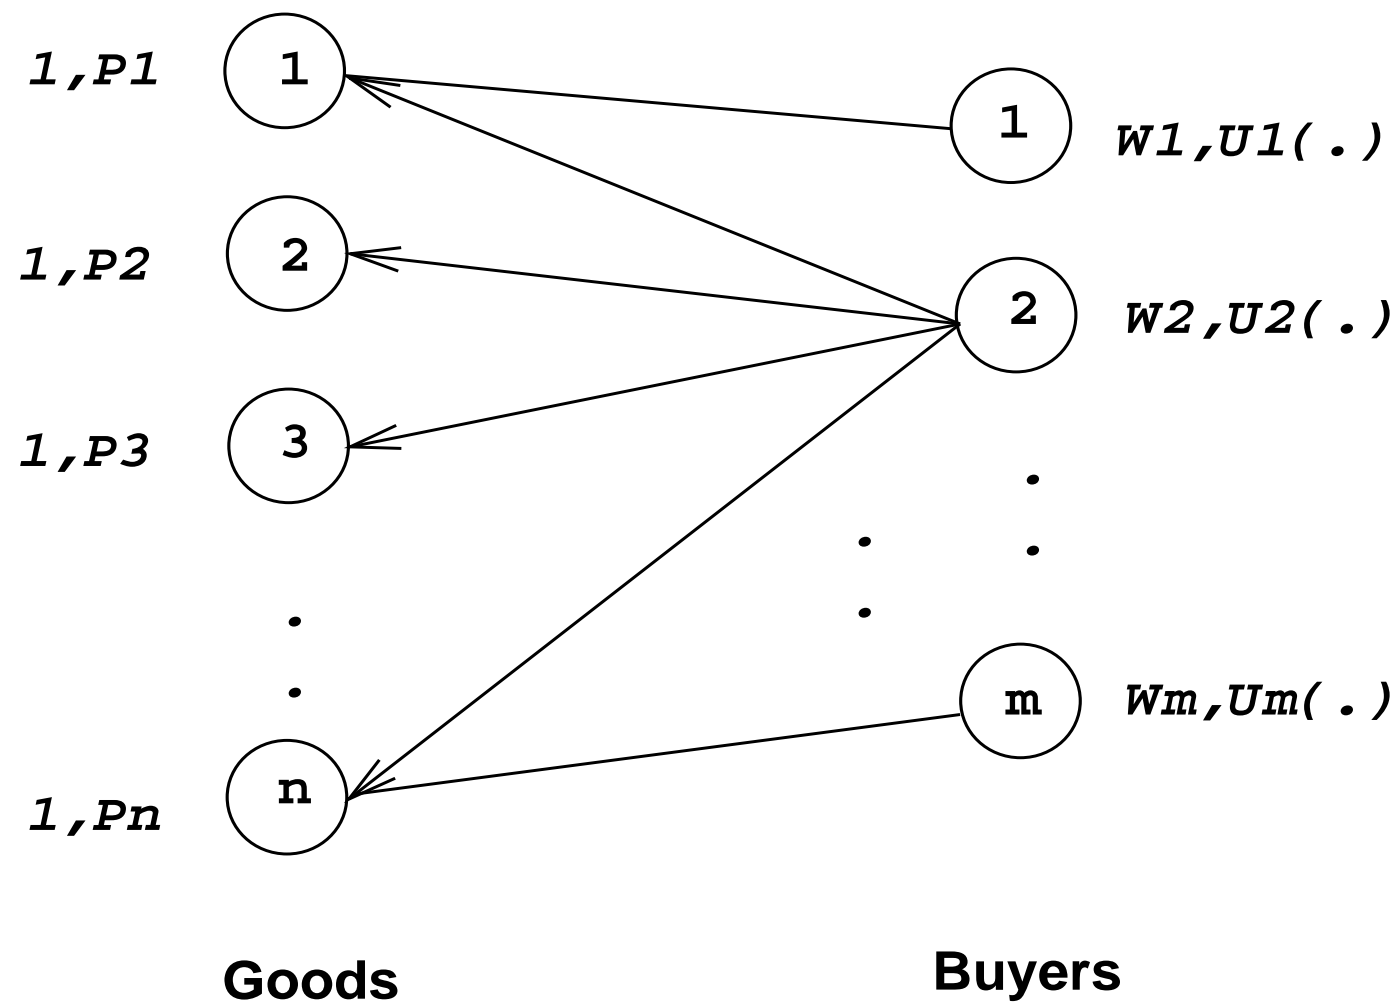 1,P1
1
1
W1,U1(.)
1,P2
2
2
W2,U2(.)
1,P3
3
.
.
.
.
.
.
m
Wm,Um(.)
1,Pn
n
Goods
Buyers